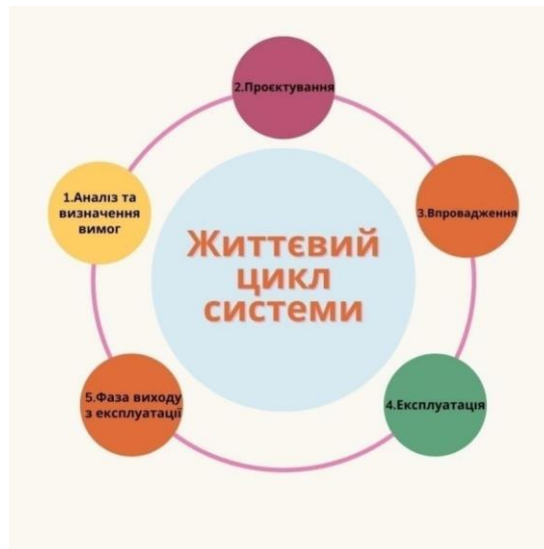 Життєвий
цикл
системи
1.Аналіз та
визначення
вимог
2.Проєктування
3.Впровадження
4.Експлуатація
5.Фаза виходу
з експлуатації